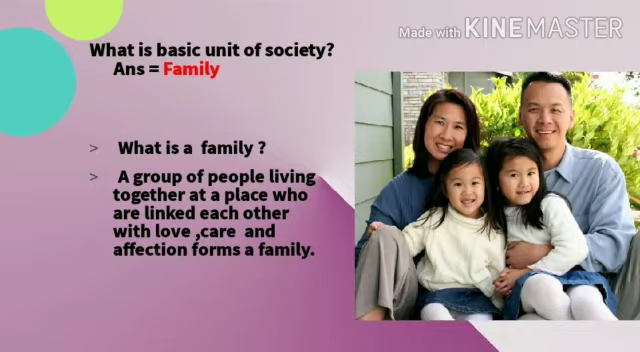 Made with KINEMASTER
What is basic unit of society?
Ans = Family
> What is a family ?
> A group of people living
together at a place who
are linked each other
with love ,care and
affection forms a family.